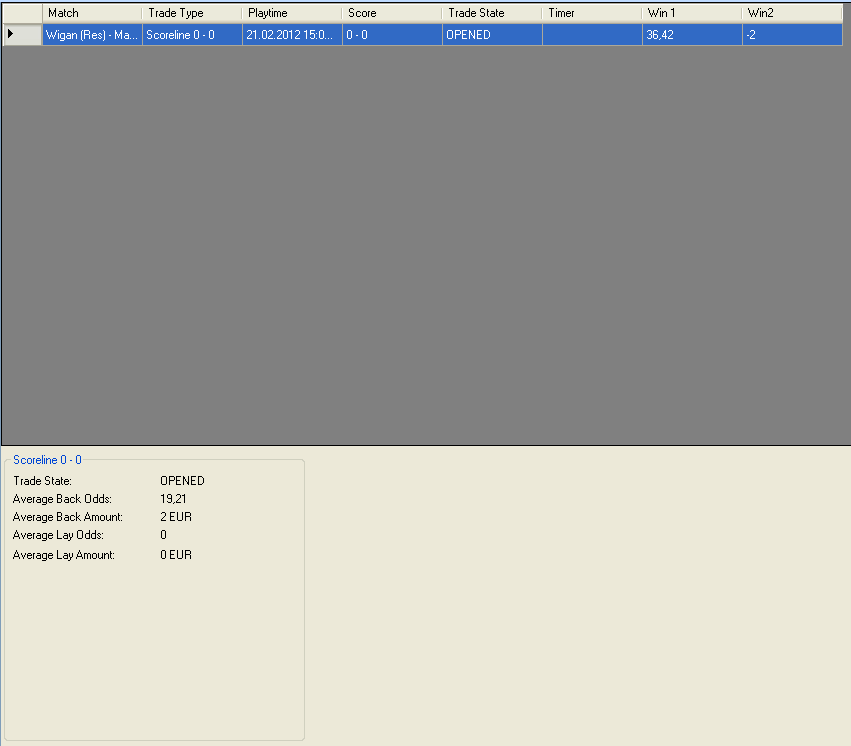 Match Trade Type Playtime Score Trade State Timer Win 1 Win2
Wigan (Res) - Ma... Scoreline 0 - 0 21.02.2012 15:0... 0 - 0 OPENED 36,42 -2
Scoreline 0 - 0
Trade State: OPENED
Average Back Odds: 19,21
Average Back Amount: 2 EUR
Average Lay Odds: 0
Average Lay Amount: 0 EUR